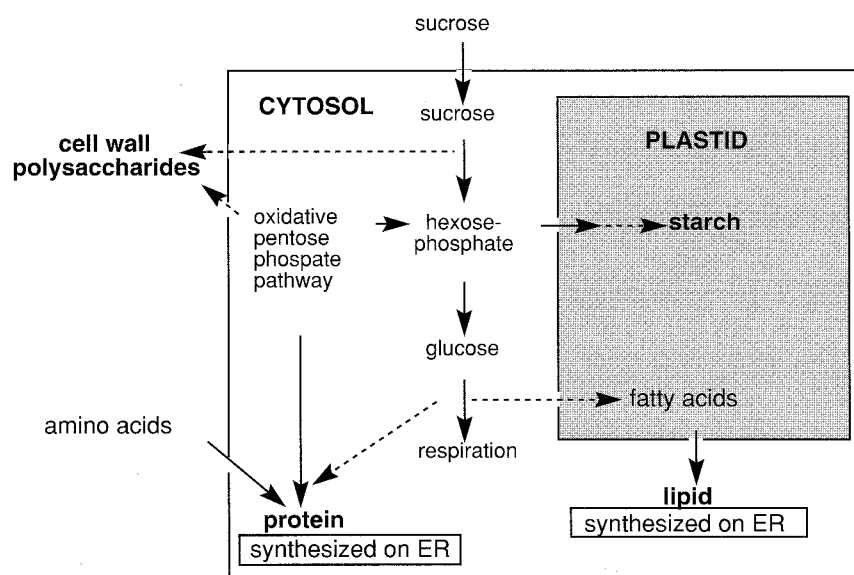 sucrose
CYTOSOL
sucrose
PLASTID
cell wall
polysaccharides
oxidative
pentose
phospate
pathway
hexose-
phosphate
starch
glucose
fatty acids
amino acids
respiration
protein
synthesized on ER
lipid
synthesized on ER